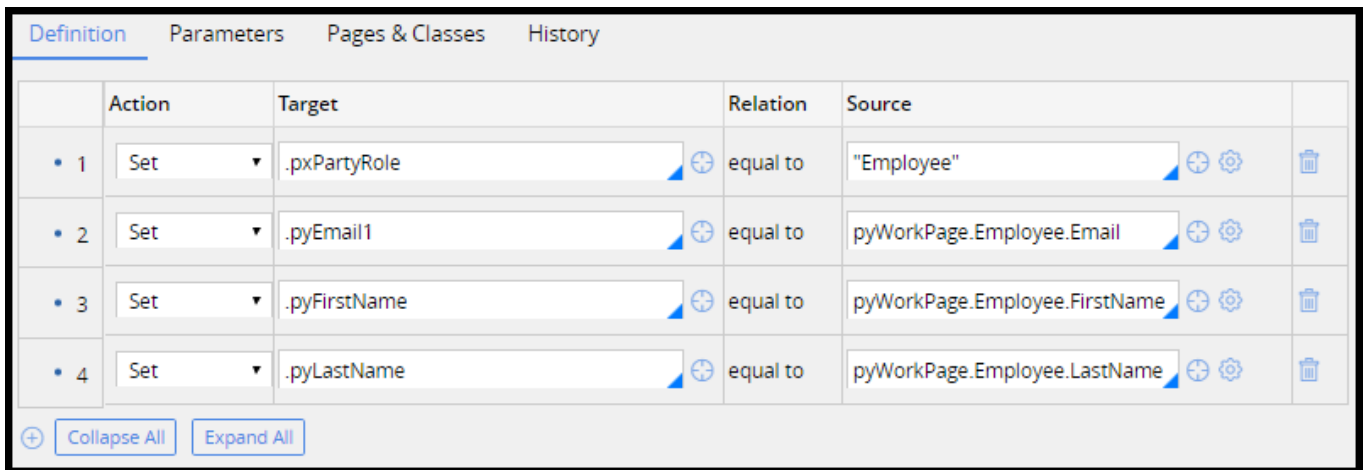 Definition Parameters Pages & Classes History
Action Target Relation Source
• 1 Set .pxPartyRole equal to "Employee"
• 2 Set .pyEmail1 equal to pyWorkPage.Employee.Email
• 3 Set .pyFirstName equal to pyWorkPage.Employee.FirstName
• 4 Set .pyLastName equal to pyWorkPage.Employee.LastName
Collapse All Expand All